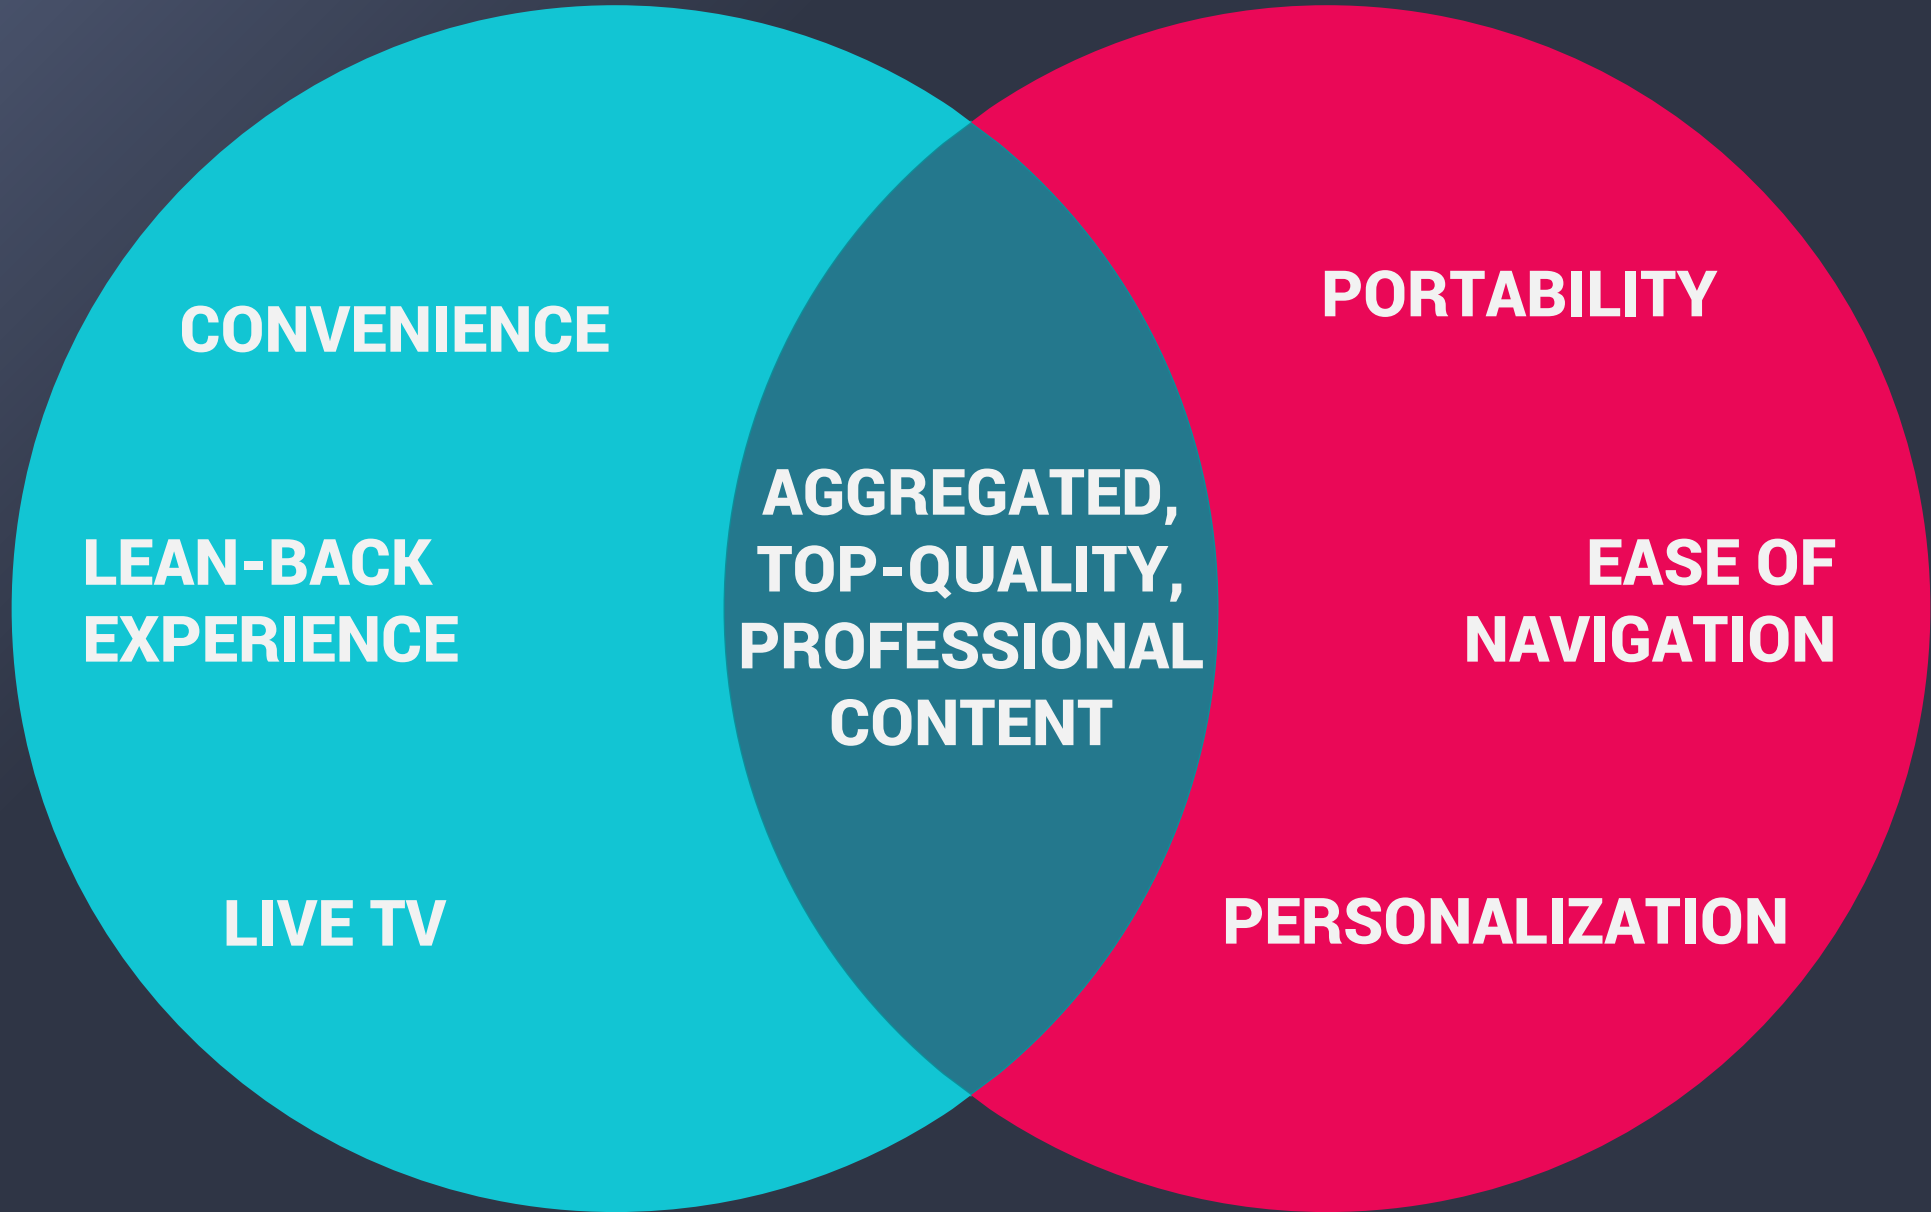 CONVENIENCE
LEAN-BACK
EXPERIENCE
LIVE TV
AGGREGATED,
TOP-QUALITY,
PROFESSIONAL
CONTENT
PORTABILITY
EASE OF
NAVIGATION
PERSONALIZATION